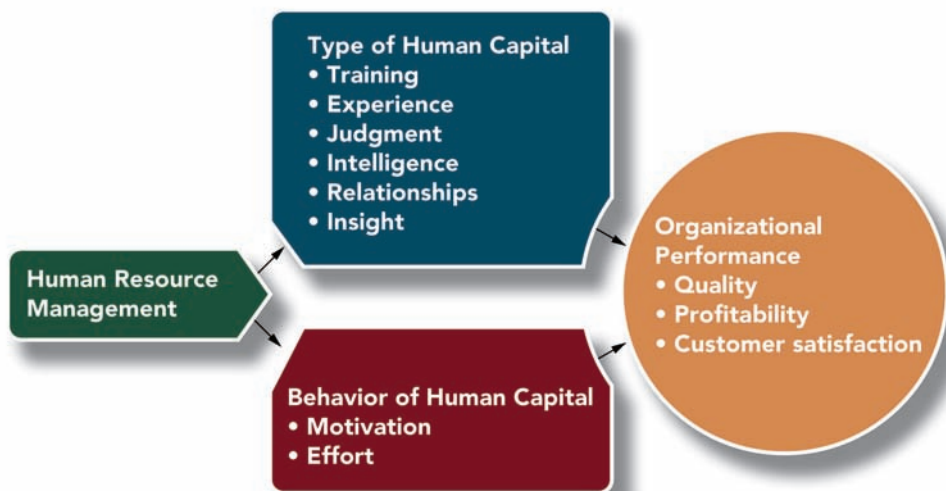 Human Resource
Management
Type of Human Capital
• Training
• Experience
• Judgment
• Intelligence
• Relationships
• Insight
Behavior of Human Capital
• Motivation
• Effort
Organizational
Performance
• Quality
• Profitability
• Customer satisfaction